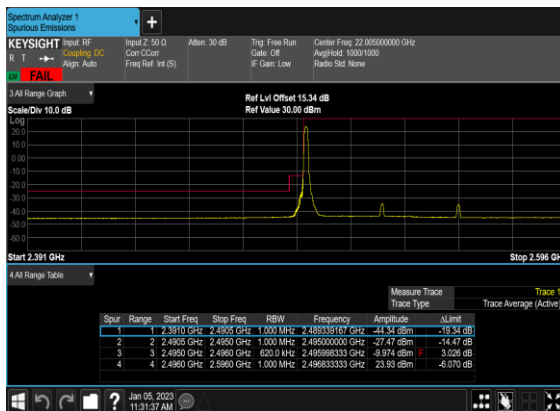 Spectrum Analyzer 1
Spurious Emissions
+
KEYSIGHT Input: RF Input Z: 50 Ω Atten: 30 dB Trig: Free Run Center Freq: 22.005000000 GHz
R T Coupling: DC Corr CCorr Gate: Off Avg|Hold: 1000/1000
Align: Auto Freq Ref: Int (S) IF Gain: Low Radio Std: None
FAIL
3 All Range Graph
Ref Lvl Offset 15.34 dB
Scale/Div 10.0 dB Ref Value 30.00 dBm
Log
20.0
10.0
0.00
-10.0
-20.0
-30.0
-40.0
-50.0
-60.0
Start 2.391 GHz Stop 2.596 GH
4 All Range Table
Measure Trace Trace 1
Trace Type Trace Average (Active)
Spur Range Start Freq Stop Freq RBW Frequency Amplitude ΔLimit
1 1 2.3910 GHz 2.4905 GHz 1.000 MHz 2.489339167 GHz -44.34 dBm -19.34 dB
2 2 2.4905 GHz 2.4950 GHz 1.000 MHz 2.495000000 GHz -27.47 dBm -14.47 dB
3 3 2.4950 GHz 2.4960 GHz 620.0 kHz 2.495998333 GHz -9.974 dBm F 3.026 dB
4 4 2.4960 GHz 2.5960 GHz 1.000 MHz 2.496833333 GHz 23.93 dBm -6.070 dB
? Jan 05, 2023
11:31:37 AM